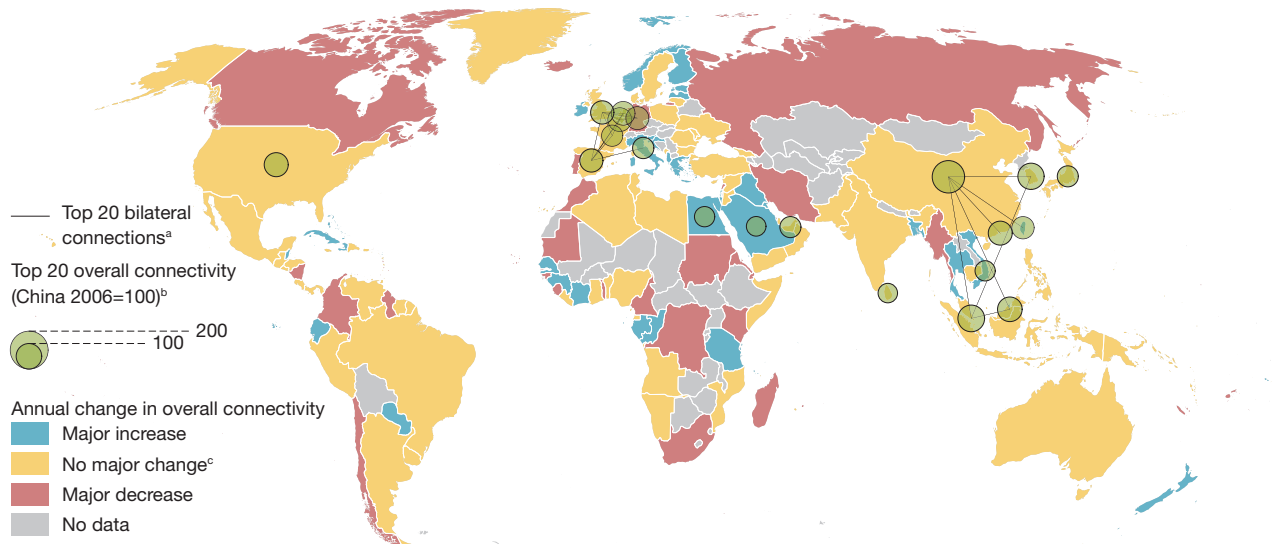 Top 20 bilateral
connectionsᵃ
Top 20 overall connectivity
(China 2006=100)ᵇ
200
100
Annual change in overall connectivity
Major increase
No major changeᶜ
Major decrease
No data